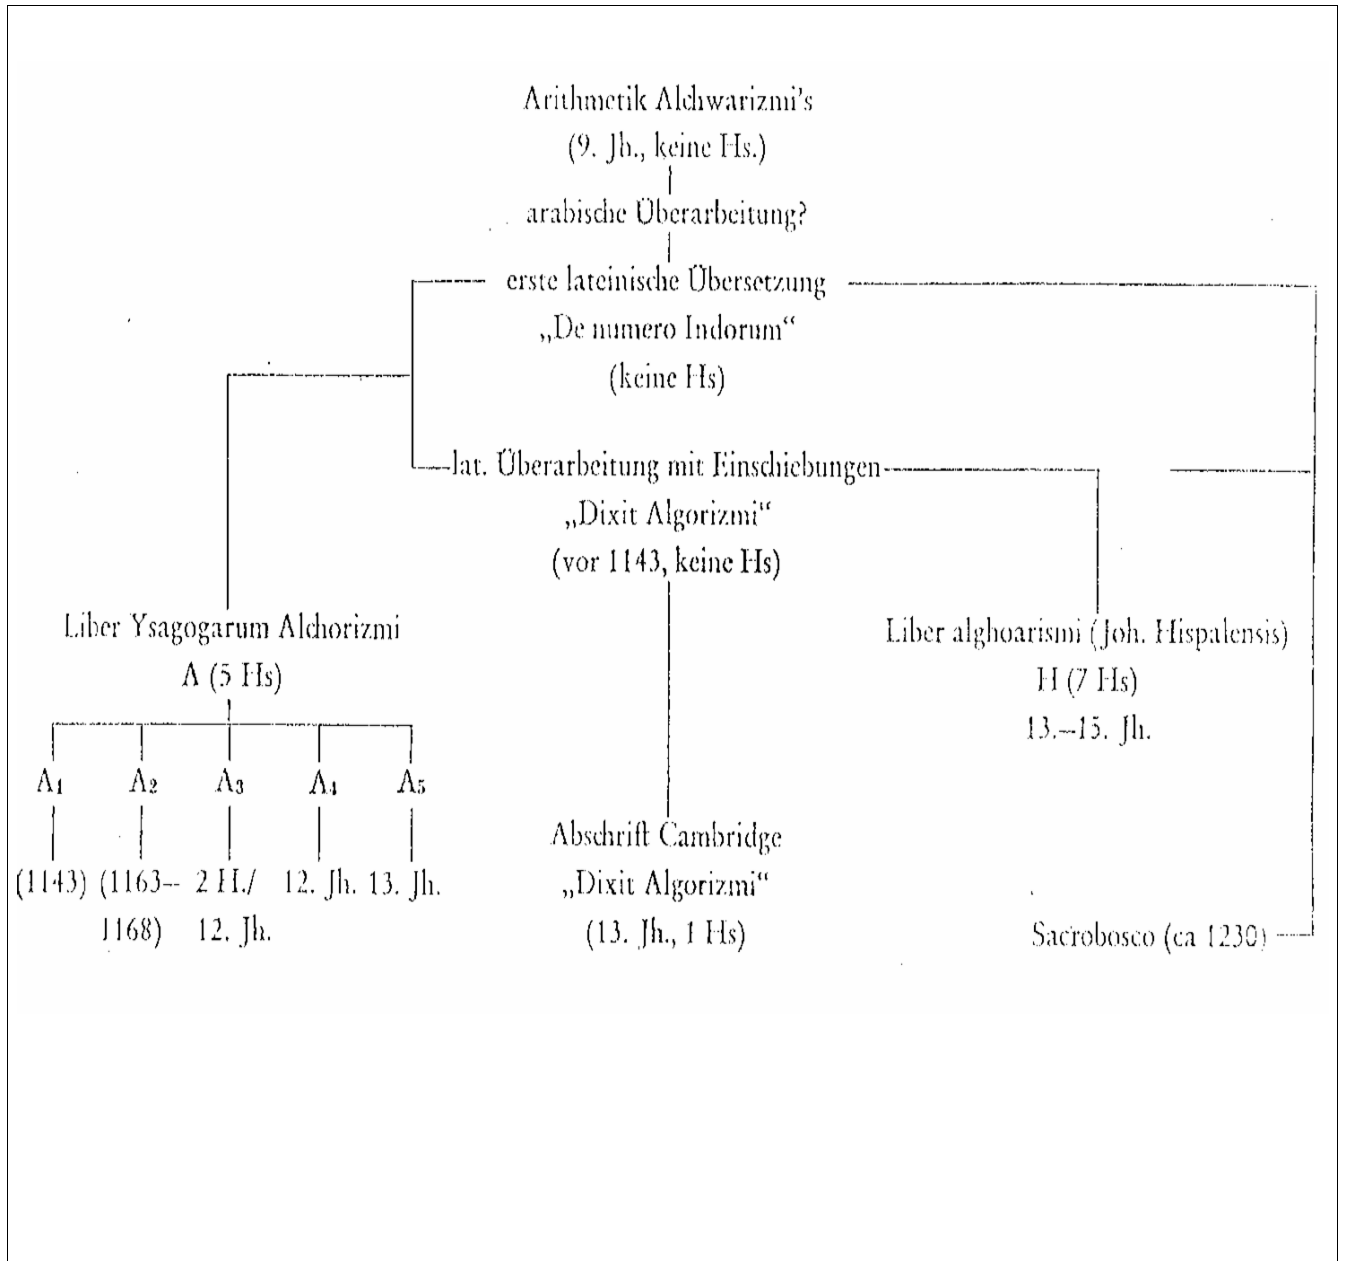 Arithmetik Alchwarizmi's
(9. Jh., keine Hs.)
arabische Überarbeitung?
erste lateinische Übersetzung
„De numero Indorum“
(keine Hs)
lat. Überarbeitung mit Einschiebungen
„Dixit Algorizmi“
(vor 1143, keine Hs)
Liber Ysagogarum Alchorizmi
A (5 Hs)
Liber alghoarismi (Joh. Hispalensis)
H (7 Hs)
13.–15. Jh.
A1 A2 A3 A4 A5
(1143) (1163– 2 H./ 12. Jh. 13. Jh.
1168) 12. Jh.
Abschrift Cambridge
„Dixit Algorizmi“
(13. Jh., 1 Hs)
Sacrobosco (ca 1230)